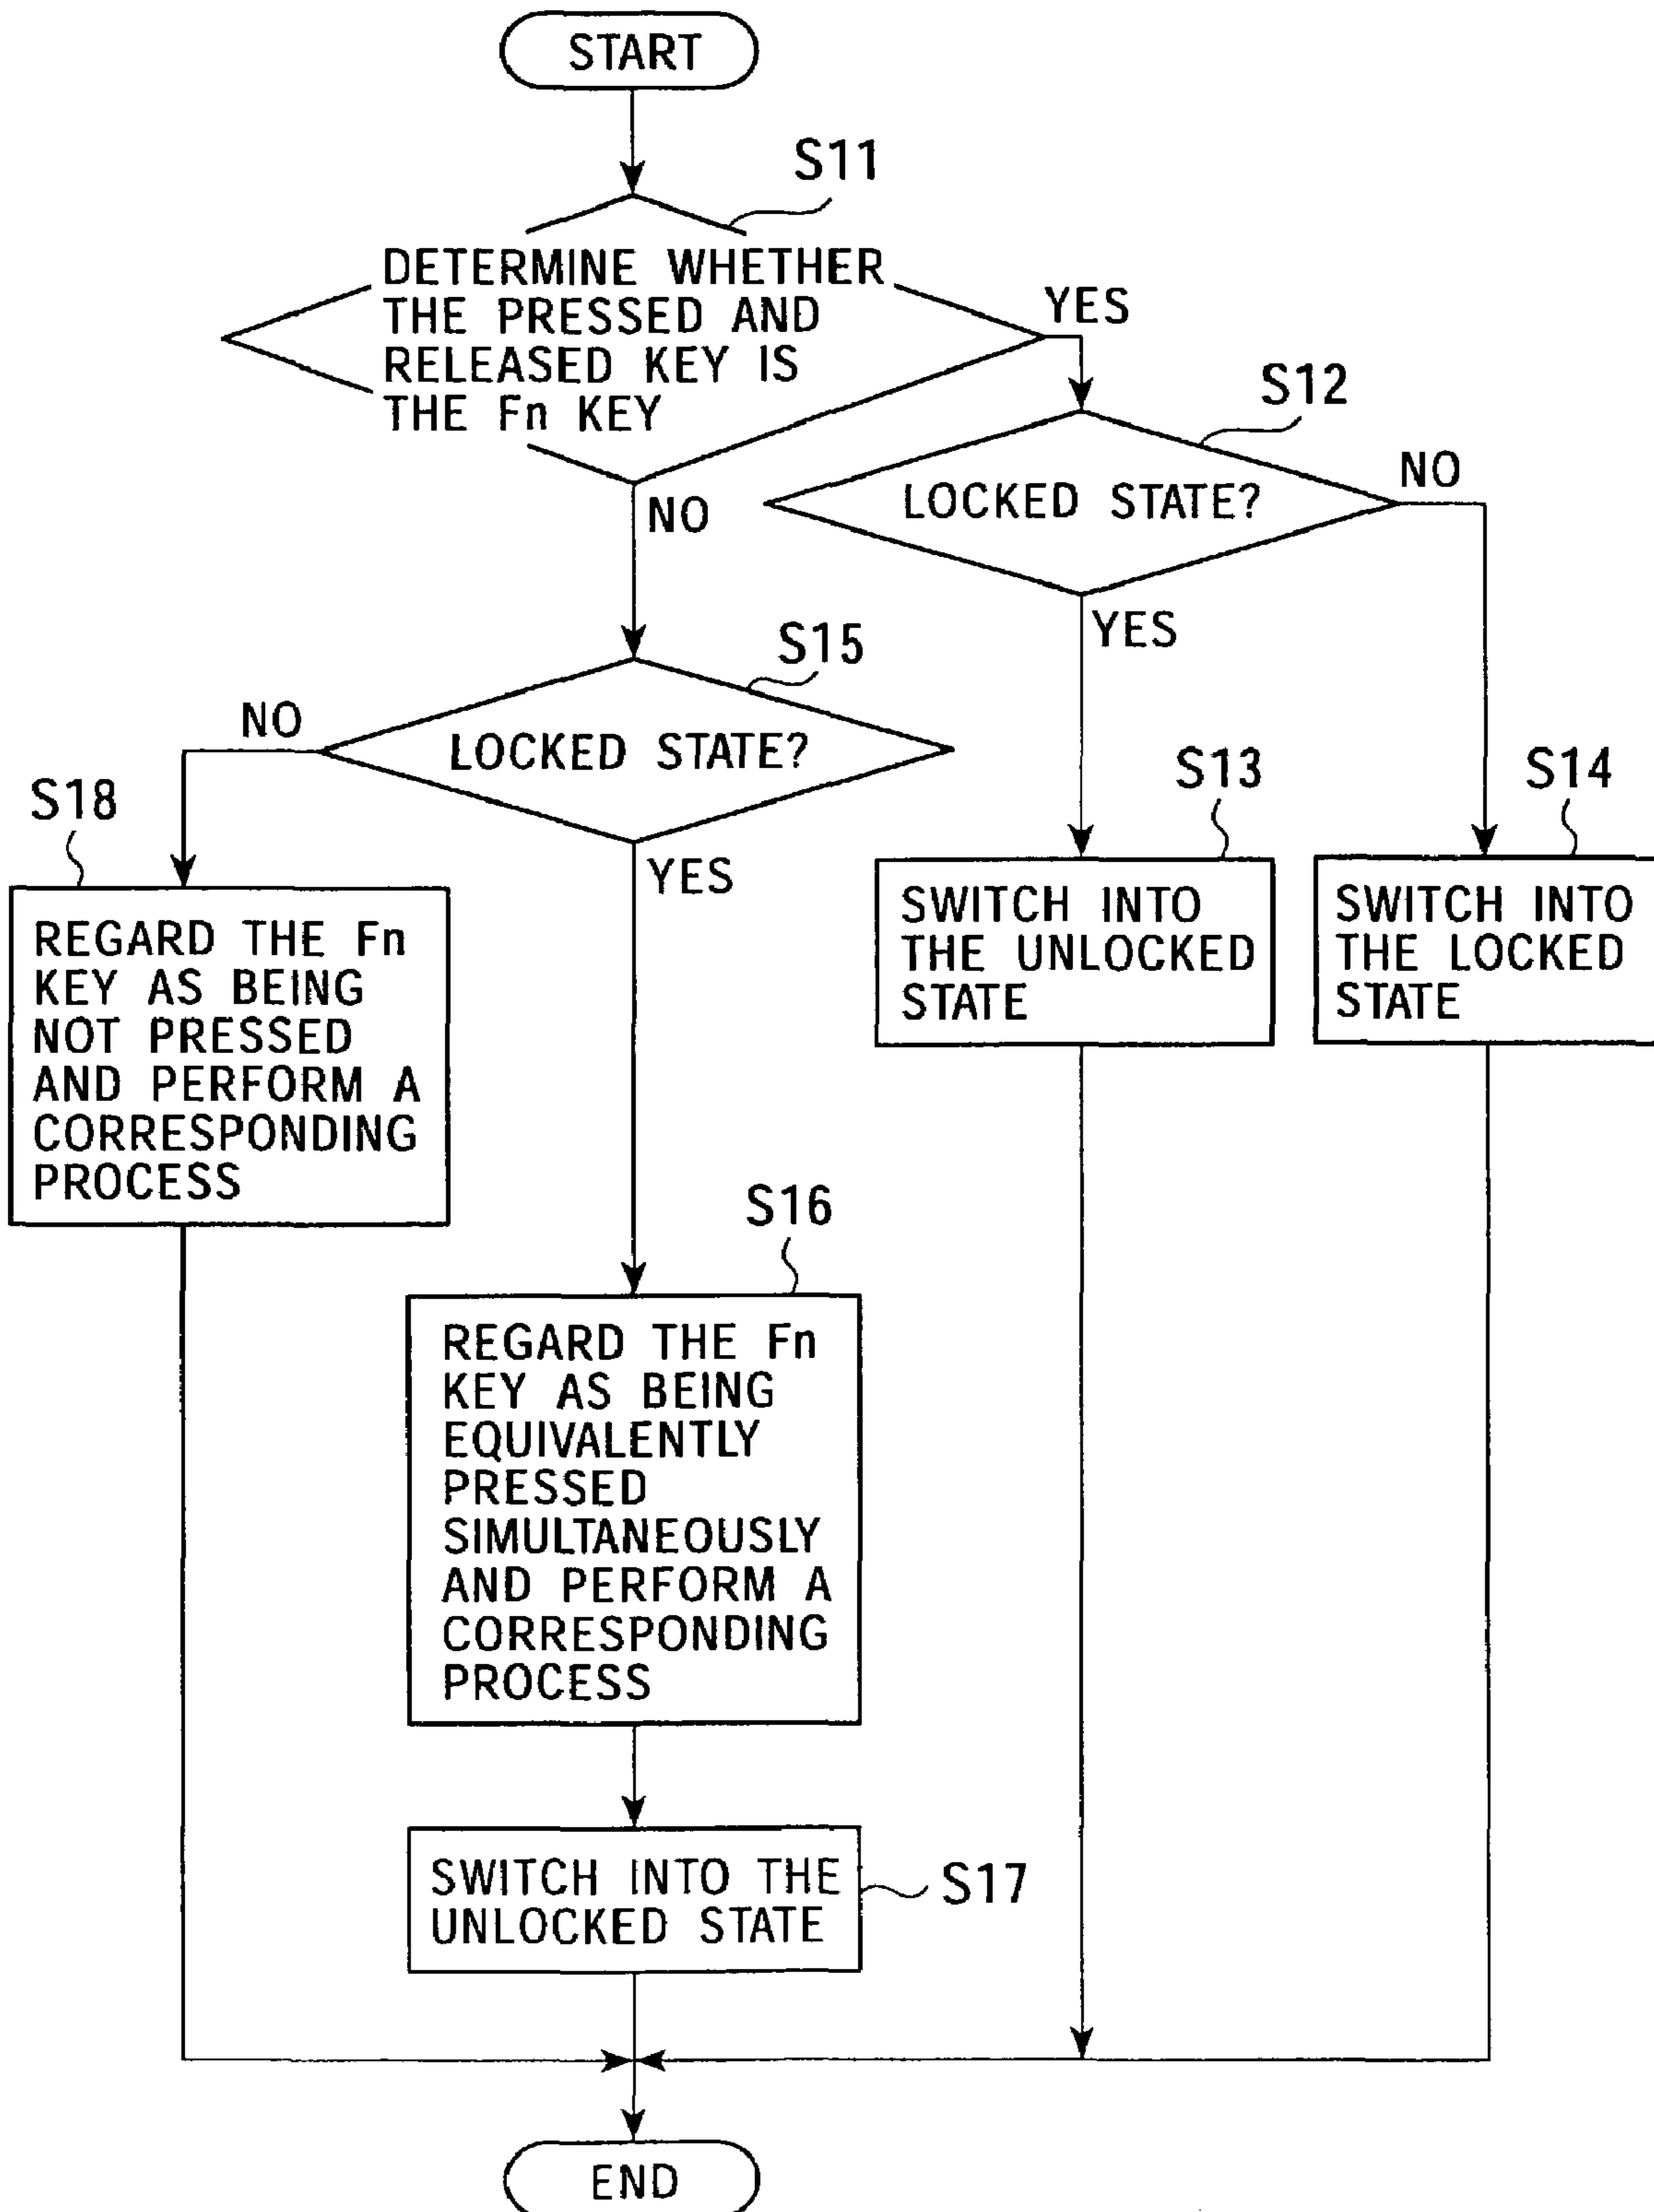 START
S11
DETERMINE WHETHER
THE PRESSED AND
RELEASED KEY IS
THE Fn KEY
YES
NO
S12
LOCKED STATE?
NO
YES
S15
LOCKED STATE?
NO
YES
S13
SWITCH INTO
THE UNLOCKED
STATE
S14
SWITCH INTO
THE LOCKED
STATE
S18
REGARD THE Fn
KEY AS BEING
NOT PRESSED
AND PERFORM A
CORRESPONDING
PROCESS
S16
REGARD THE Fn
KEY AS BEING
EQUIVALENTLY
PRESSED
SIMULTANEOUSLY
AND PERFORM A
CORRESPONDING
PROCESS
SWITCH INTO THE
UNLOCKED STATE
S17
END